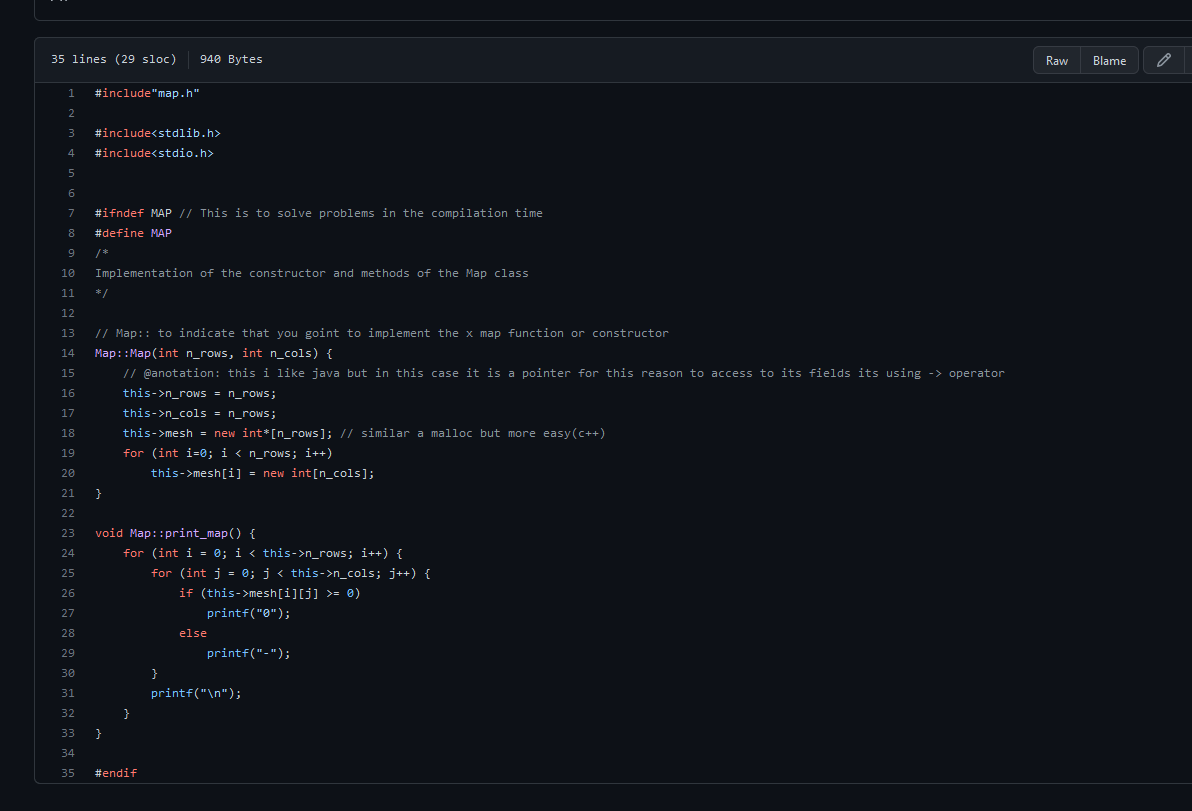 35 lines (29 sloc) 940 Bytes Raw Blame
1 #include"map.h"
2
3 #include<stdlib.h>
4 #include<stdio.h>
5
6
7 #ifndef MAP // This is to solve problems in the compilation time
8 #define MAP
9 /*
10 Implementation of the constructor and methods of the Map class
11 */
12
13 // Map:: to indicate that you goint to implement the x map function or constructor
14 Map::Map(int n_rows, int n_cols) {
15     // @anotation: this i like java but in this case it is a pointer for this reason to access to its fields its using -> operator
16     this->n_rows = n_rows;
17     this->n_cols = n_rows;
18     this->mesh = new int*[n_rows]; // similar a malloc but more easy(c++)
19     for (int i=0; i < n_rows; i++)
20         this->mesh[i] = new int[n_cols];
21 }
22
23 void Map::print_map() {
24     for (int i = 0; i < this->n_rows; i++) {
25         for (int j = 0; j < this->n_cols; j++) {
26             if (this->mesh[i][j] >= 0)
27                 printf("0");
28             else
29                 printf("-");
30         }
31         printf("\n");
32     }
33 }
34
35 #endif